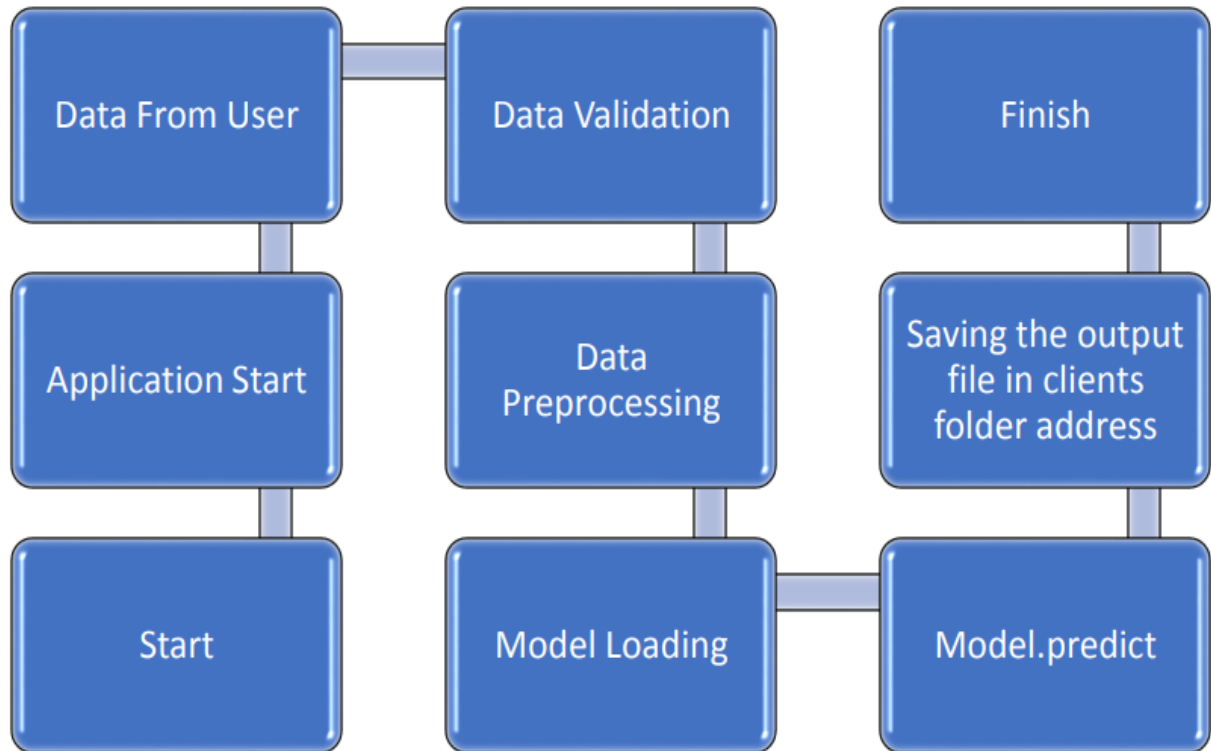 Data From User
Data Validation
Finish
Application Start
Data
Preprocessing
Saving the output
file in clients
folder address
Start
Model Loading
Model.predict